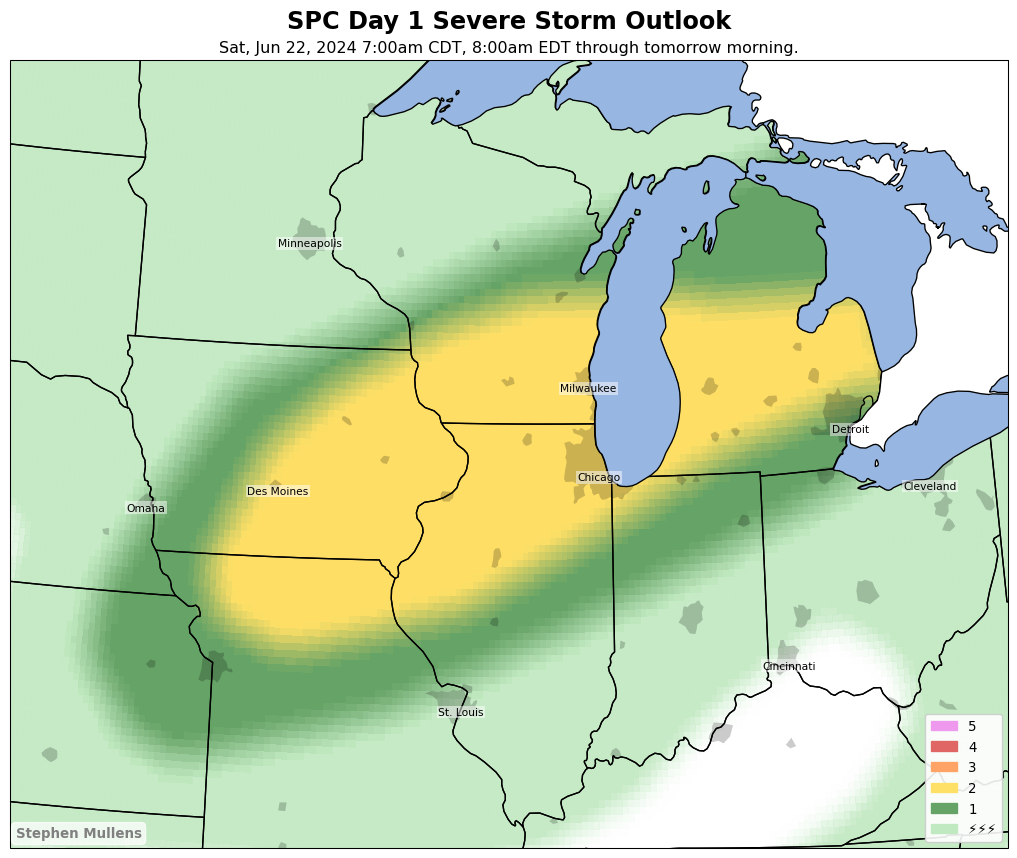 SPC Day 1 Severe Storm Outlook
Sat, Jun 22, 2024 7:00am CDT, 8:00am EDT through tomorrow morning.
Minneapolis
Milwaukee
Detroit
Chicago
Cleveland
Des Moines
Omaha
Cincinnati
St. Louis
5
4
3
2
1
⚡⚡⚡
Stephen Mullens